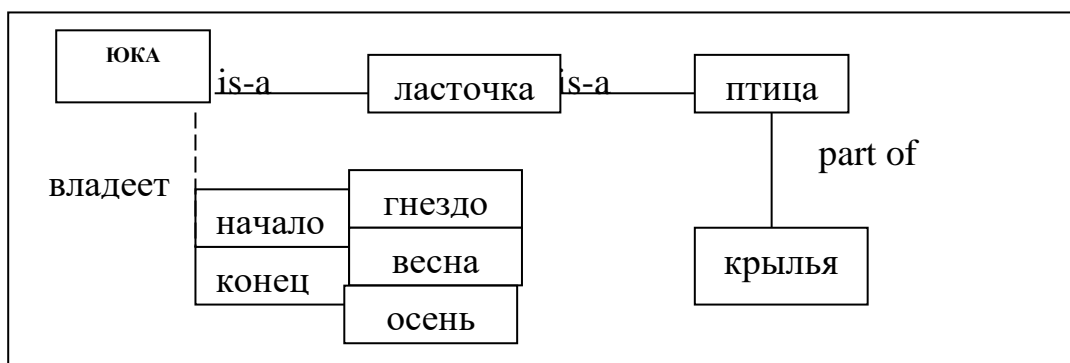 ЮКА
is-a ласточка is-a птица
part of
владеет
гнездо
начало
весна
крылья
конец
осень